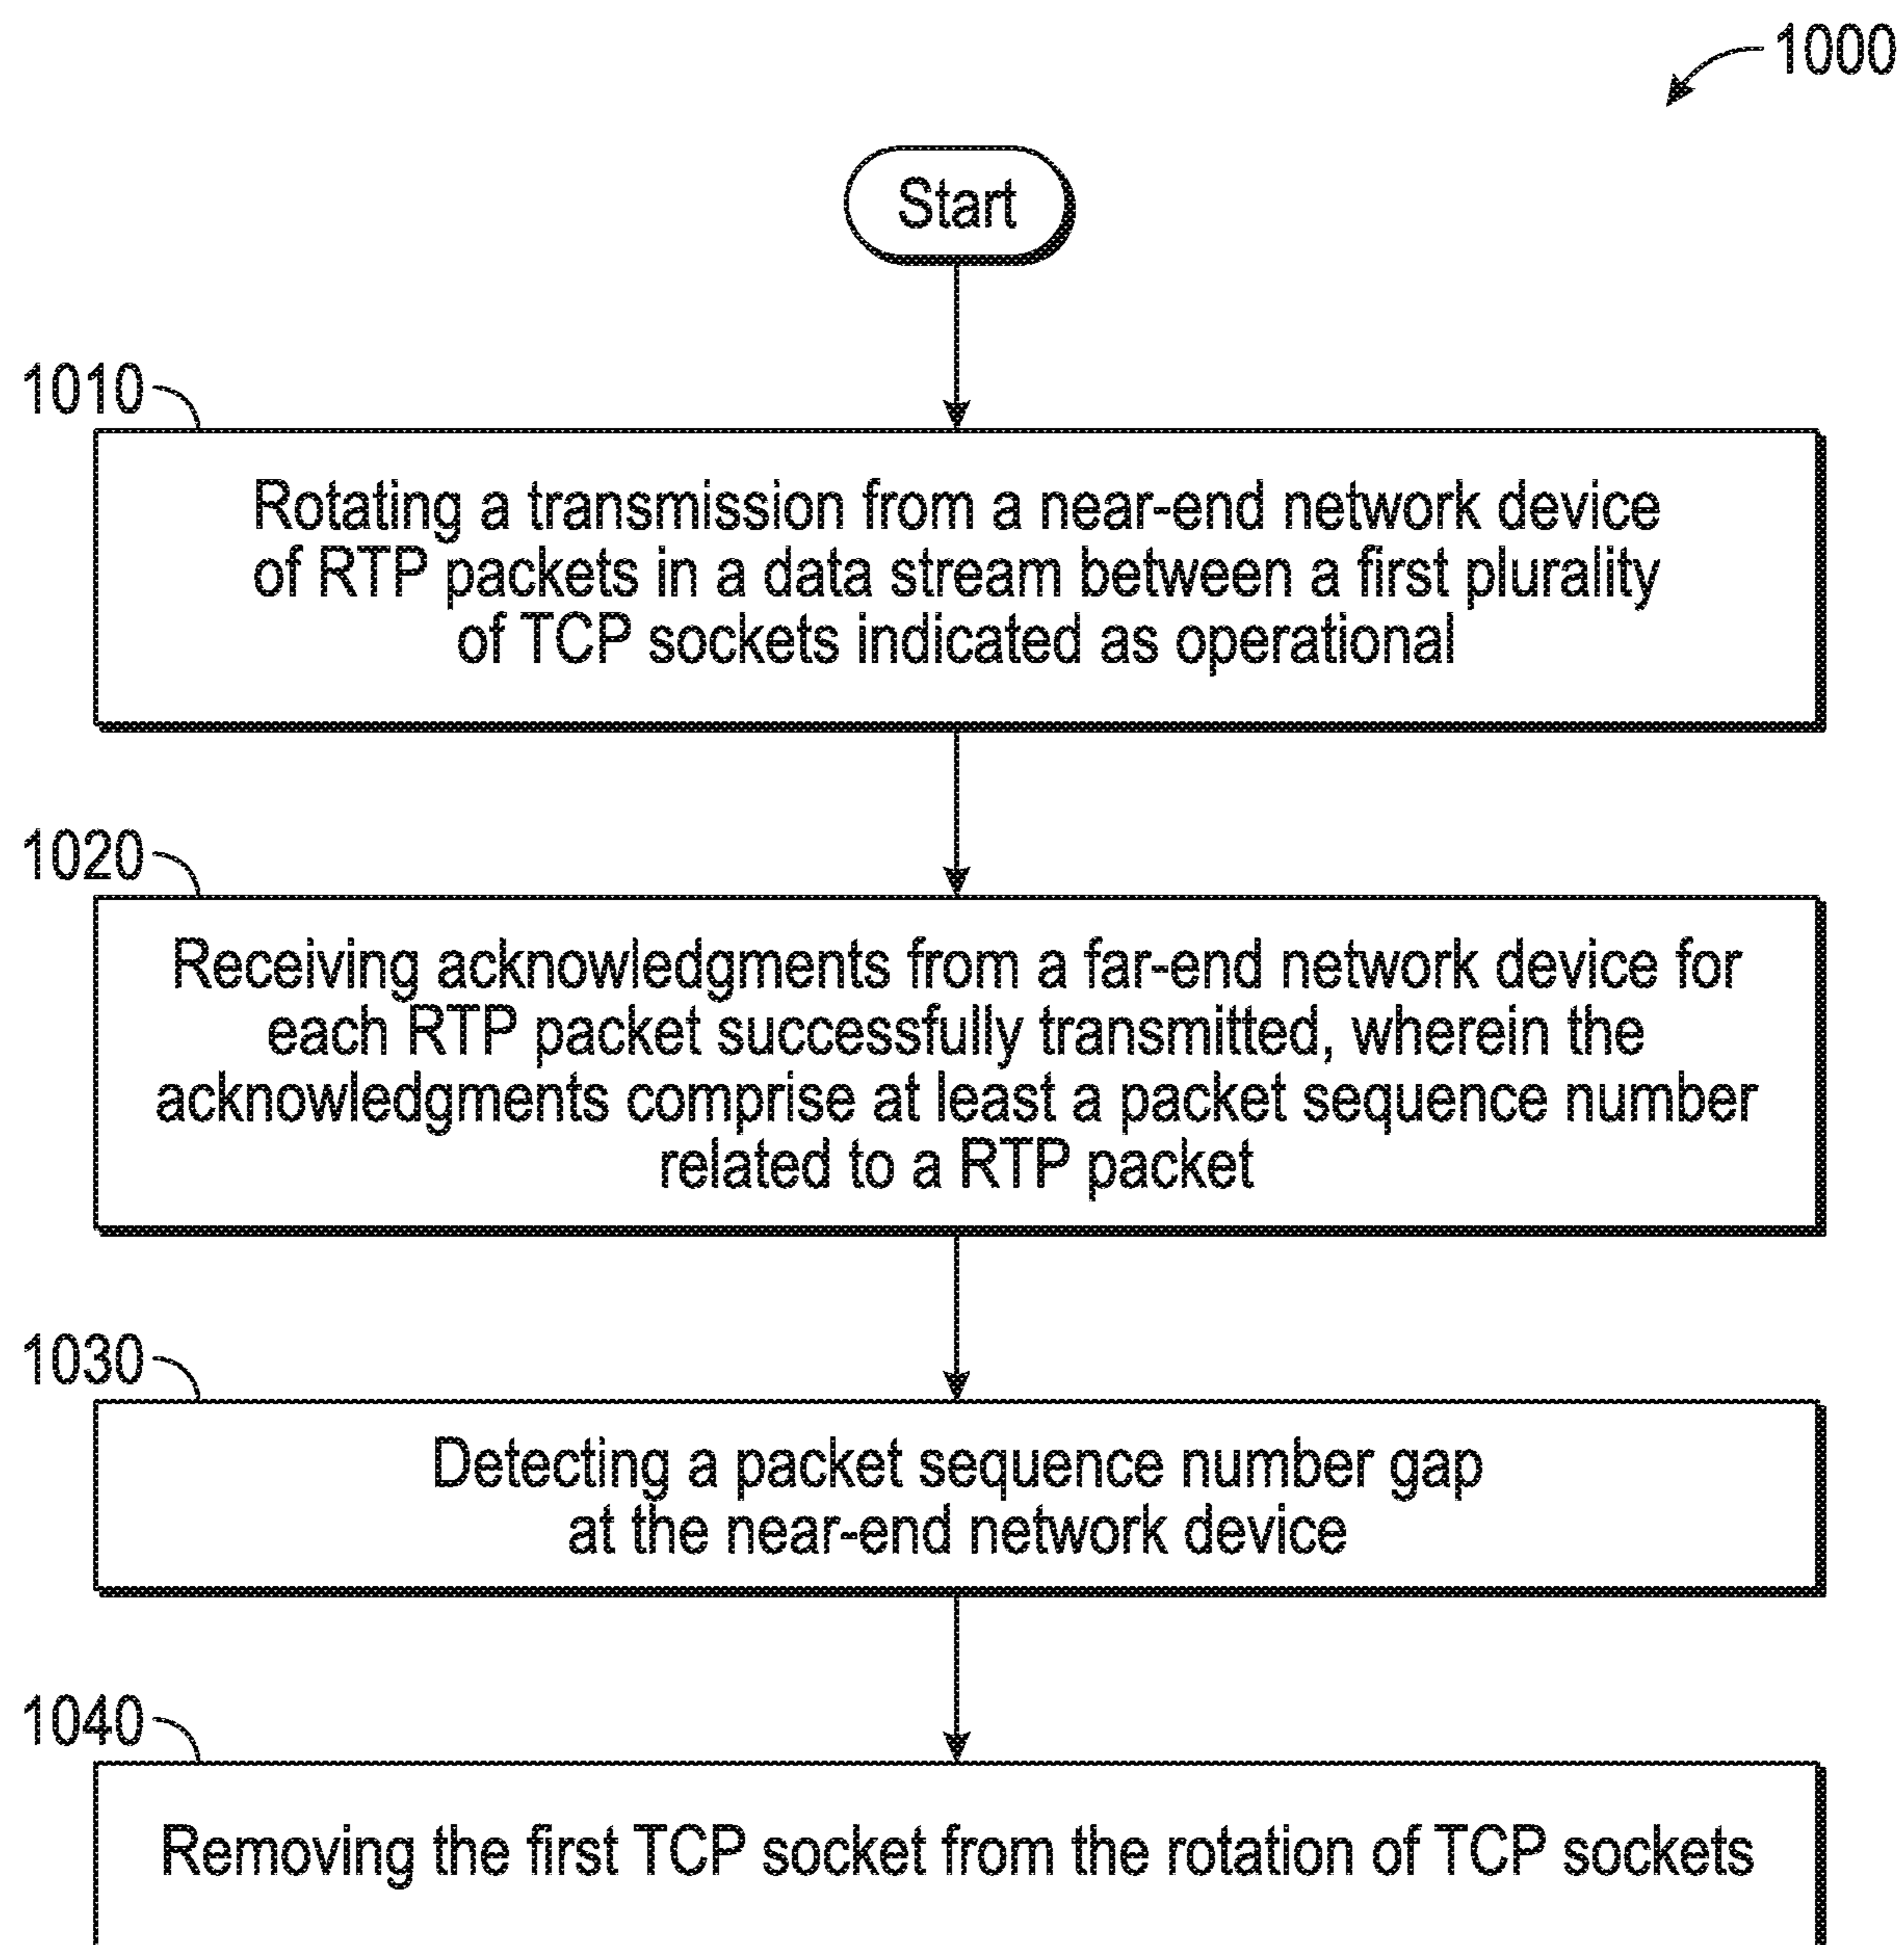 1000
Start
1010
Rotating a transmission from a near-end network device
of RTP packets in a data stream between a first plurality
of TCP sockets indicated as operational
1020
Receiving acknowledgments from a far-end network device for
each RTP packet successfully transmitted, wherein the
acknowledgments comprise at least a packet sequence number
related to a RTP packet
1030
Detecting a packet sequence number gap
at the near-end network device
1040
Removing the first TCP socket from the rotation of TCP sockets